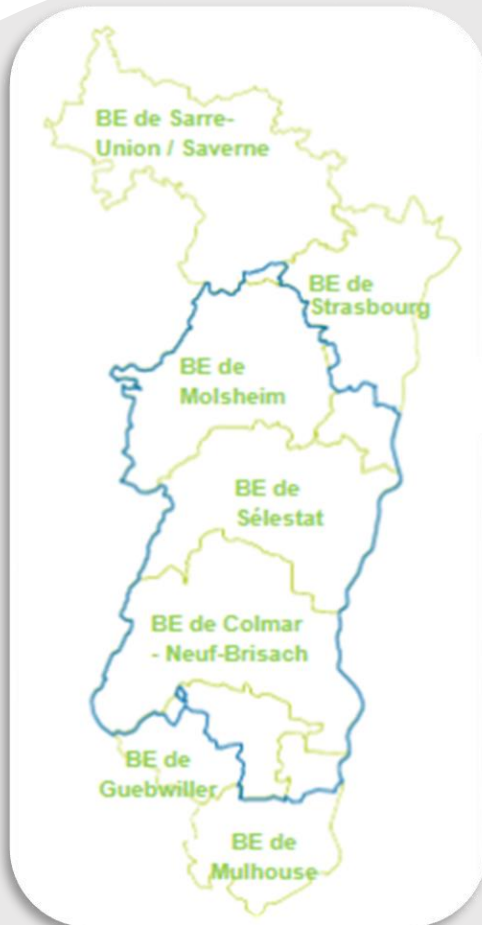 BE de Sarre-
Union / Saverne
BE de
Strasbourg
BE de
Molsheim
BE de
Sélestat
BE de Colmar
- Neuf-Brisach
BE de
Guebwiller
BE de
Mulhouse